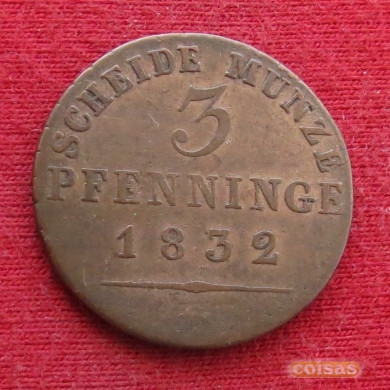 SCHEIDE MUNZE
3
PFENNINGE
1832
coisas